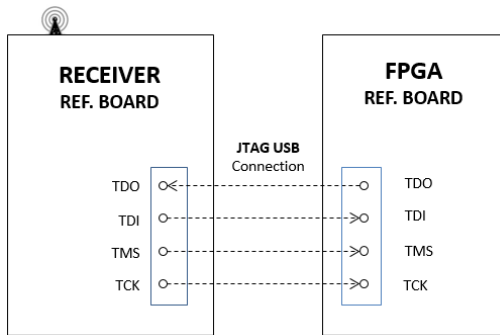 RECEIVER
REF. BOARD
FPGA
REF. BOARD
JTAG USB
Connection
TDO
TDO
TDI
TDI
TMS
TMS
TCK
TCK